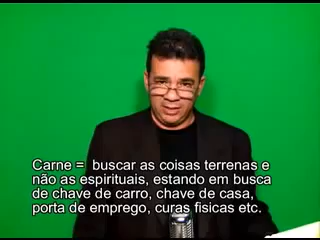 Carne = buscar as coisas terrenas e
não as espirituais, estando em busca
de chave de carro, chave de casa,
porta de emprego, curas fisicas etc.